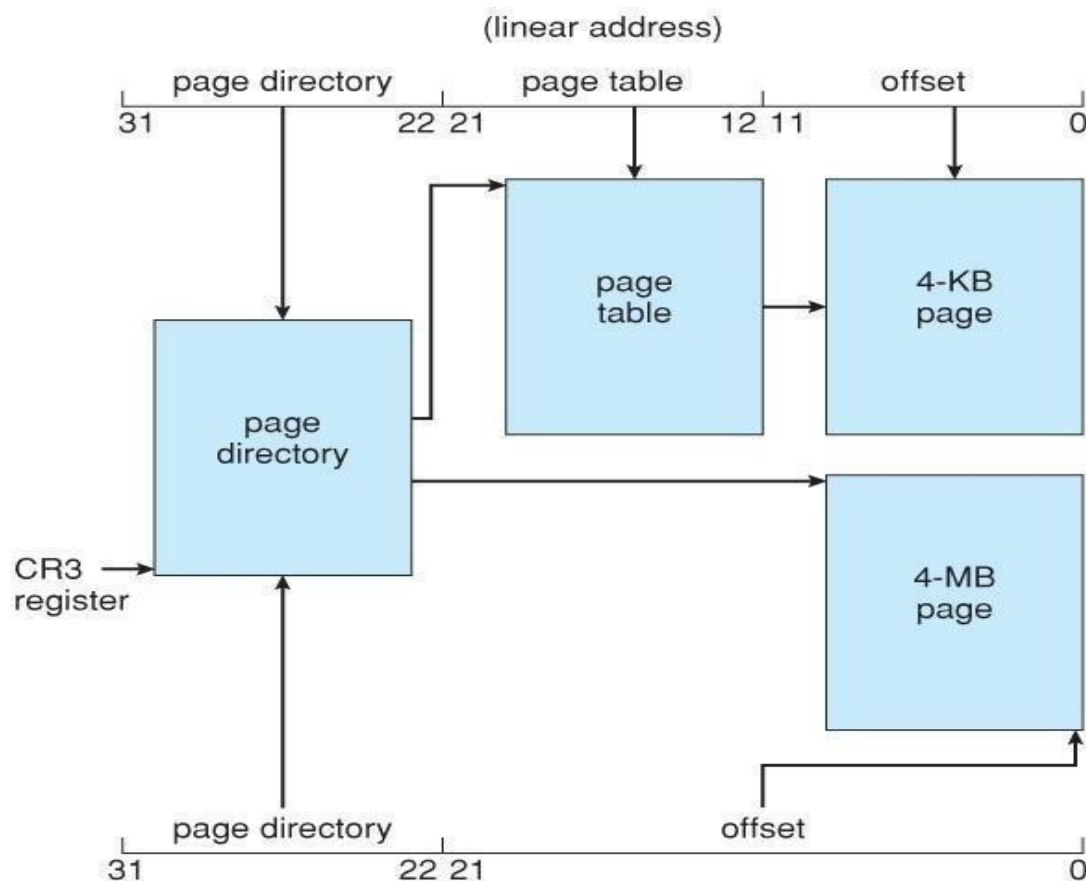 (linear address)
page directory page table offset
31 22 21 12 11 0
page
table
4-KB
page
page
directory
CR3
register
4-MB
page
page directory offset
31 22 21 0